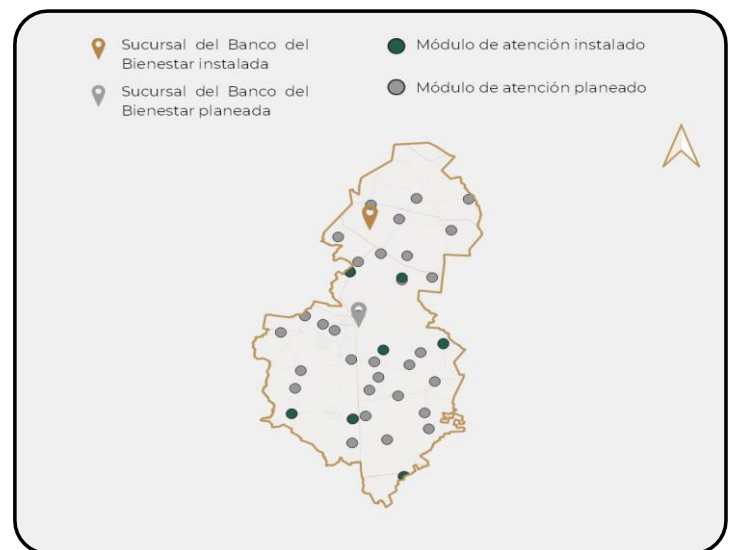 Sucursal del Banco del
Bienestar instalada
Sucursal del Banco del
Bienestar planeada
Módulo de atención instalado
Módulo de atención planeado